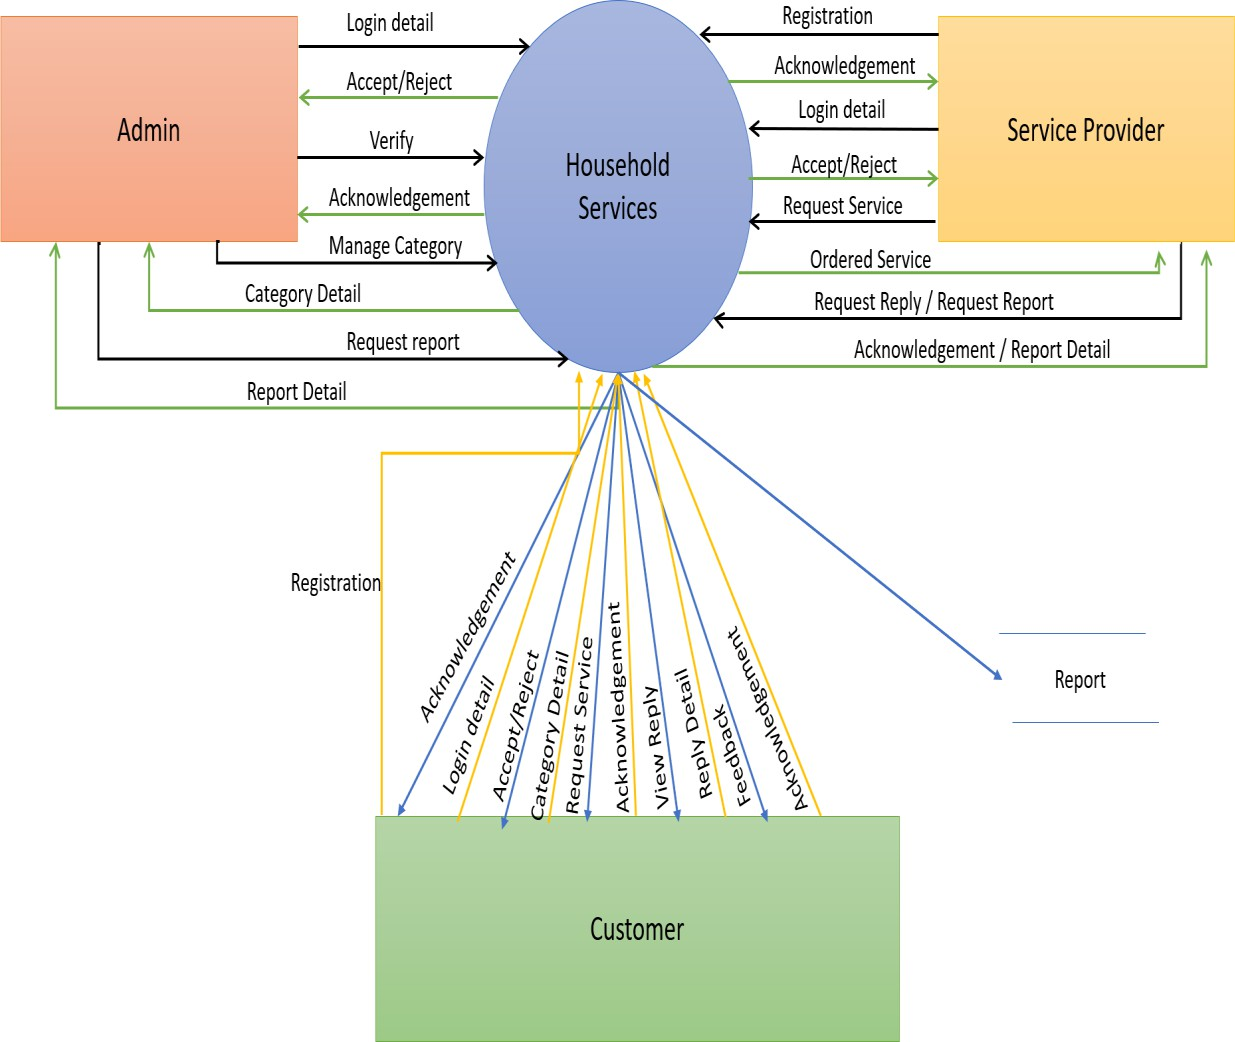 Login detail
Accept/Reject
Admin
Verify
Acknowledgement
Manage Category
Category Detail
Request report
Report Detail
Household
Services
Registration
Acknowledgement
Login detail
Service Provider
Accept/Reject
Request Service
Ordered Service
Request Reply / Request Report
Acknowledgement / Report Detail
Registration
Acknowledgement
Login detail
Accept/Reject
Category Detail
Request Service
Acknowledgement
View Reply
Reply Detail
Feedback
Acknowledgement
Report
Customer